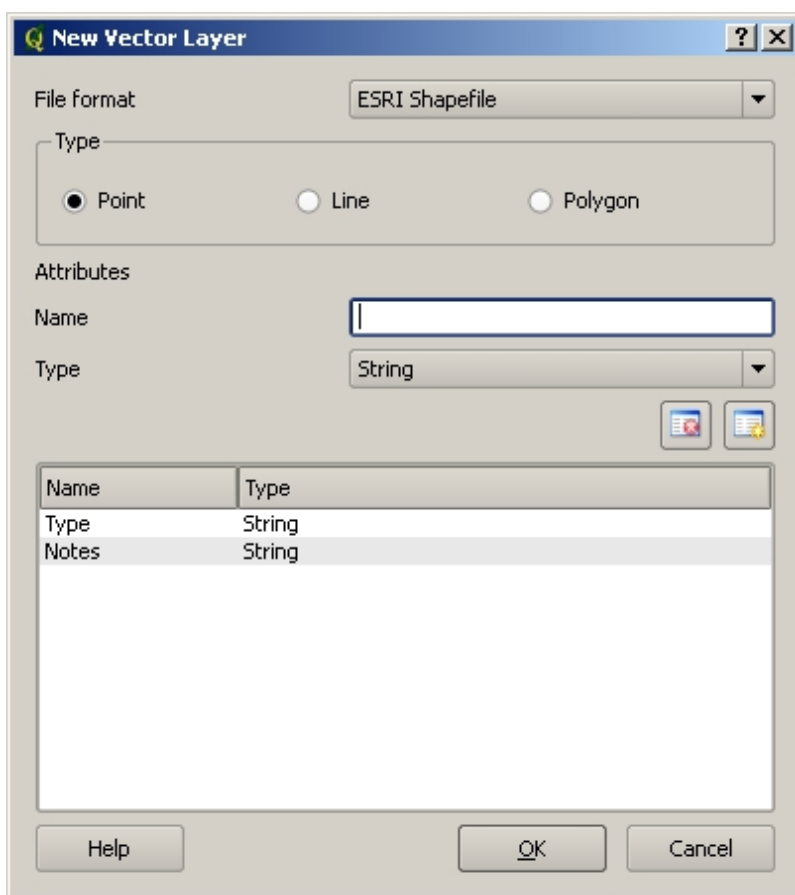 New Vector Layer
File format ESRI Shapefile
Type
Point Line Polygon
Attributes
Name
Type String
Name Type
Type String
Notes String
Help OK Cancel